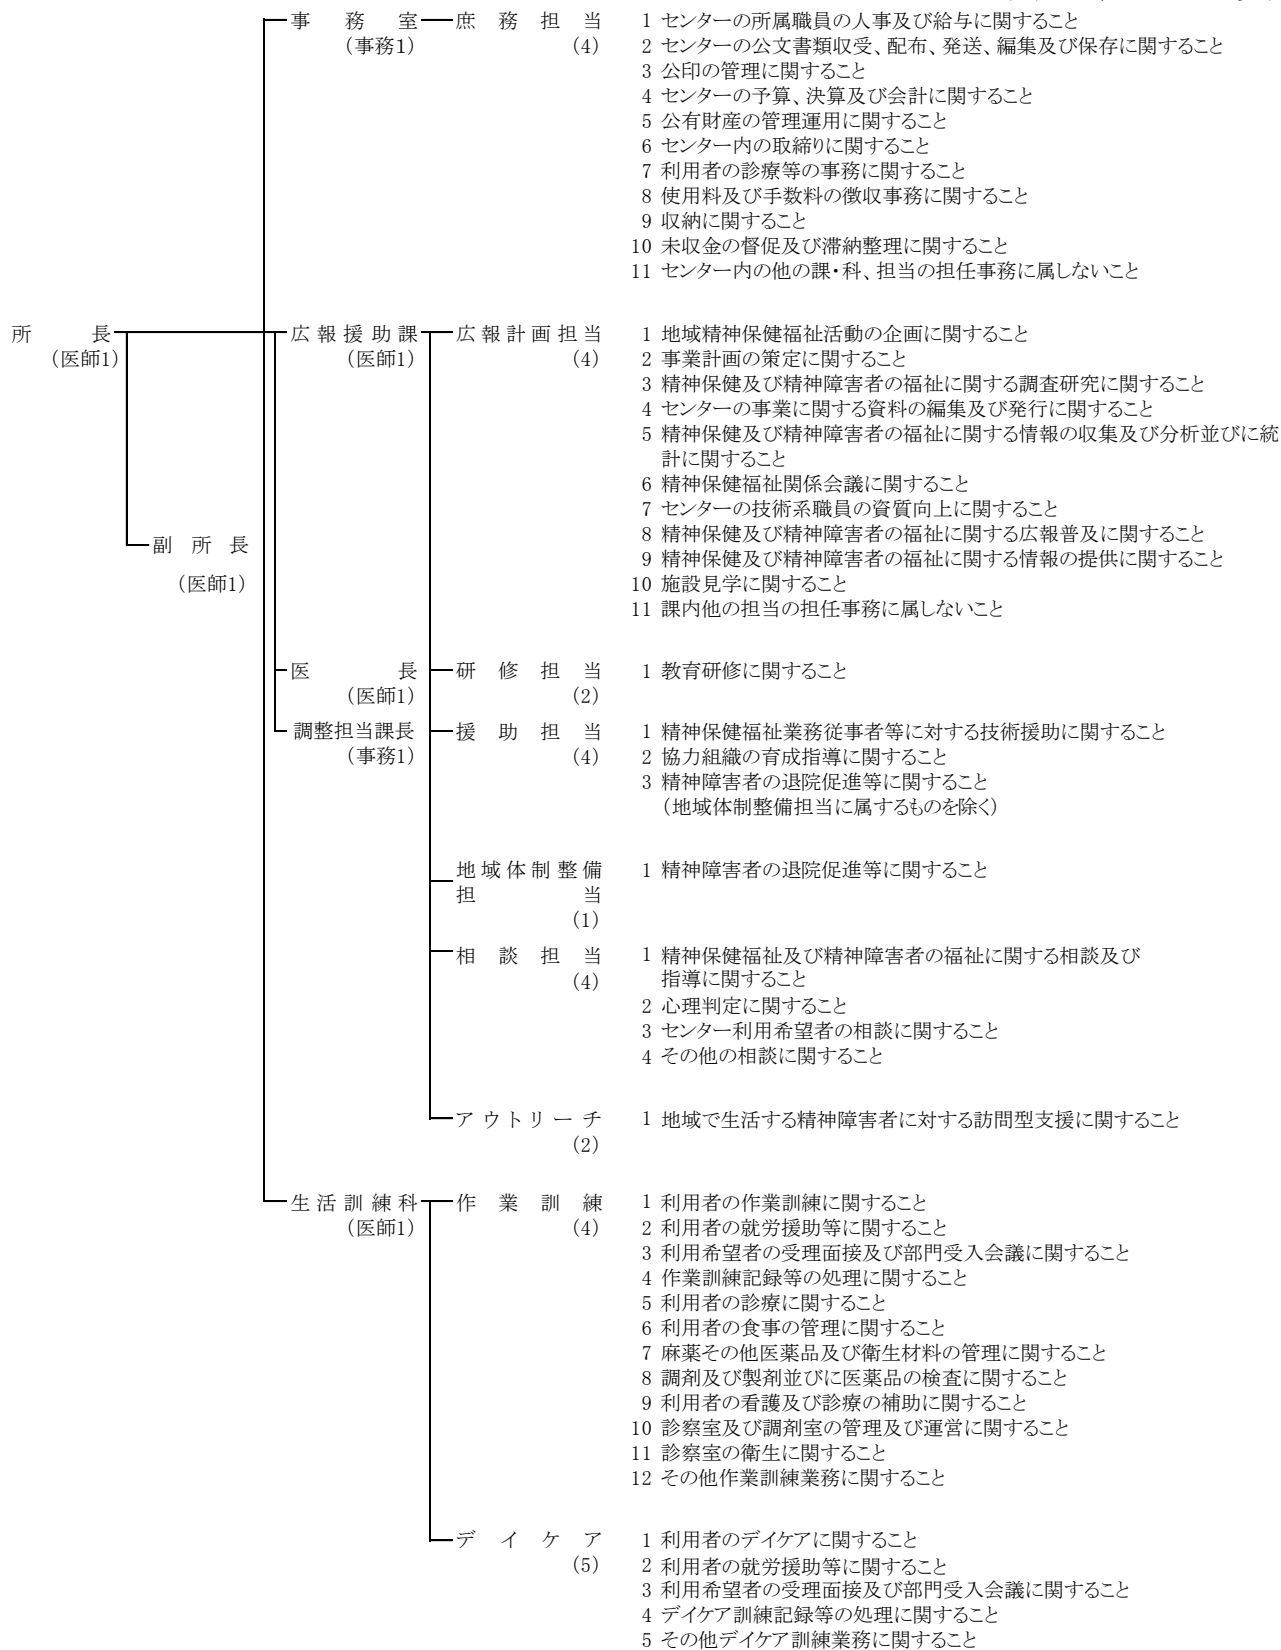 事務室 庶務担当 1 センターの所属職員の人事及び給与に関すること
(事務1) (4) 2 センターの公文書類収受、配布、発送、編集及び保存に関すること
3 公印の管理に関すること
4 センターの予算、決算及び会計に関すること
5 公有財産の管理運用に関すること
6 センター内の取締りに関すること
7 利用者の診療等の事務に関すること
8 使用料及び手数料の徴収事務に関すること
9 収納に関すること
10 未収金の督促及び滞納整理に関すること
11 センター内の他の課・科、担当の担任事務に属しないこと
所長 広報援助課 広報計画担当 1 地域精神保健福祉活動の企画に関すること
(医師1) (医師1) (4) 2 事業計画の策定に関すること
3 精神保健及び精神障害者の福祉に関する調査研究に関すること
4 センターの事業に関する資料の編集及び発行に関すること
5 精神保健及び精神障害者の福祉に関する情報の収集及び分析並びに統
計に関すること
6 精神保健福祉関係会議に関すること
7 センターの技術系職員の資質向上に関すること
副所長 8 精神保健及び精神障害者の福祉に関する広報普及に関すること
9 精神保健及び精神障害者の福祉に関する情報の提供に関すること
(医師1) 10 施設見学に関すること
11 課内他の担当の担任事務に属しないこと
医長 研修担当 1 教育研修に関すること
(医師1) (2)
調整担当課長 援助担当 1 精神保健福祉業務従事者等に対する技術援助に関すること
(事務1) (4) 2 協力組織の育成指導に関すること
3 精神障害者の退院促進等に関すること
(地域体制整備担当に属するものを除く)
地域体制整備 1 精神障害者の退院促進等に関すること
担当
(1)
相談担当 1 精神保健福祉及び精神障害者の福祉に関する相談及び
(4) 指導に関すること
2 心理判定に関すること
3 センター利用希望者の相談に関すること
4 その他の相談に関すること
アウトリーチ 1 地域で生活する精神障害者に対する訪問型支援に関すること
(2)
生活訓練科 作業訓練 1 利用者の作業訓練に関すること
(医師1) (4) 2 利用者の就労援助等に関すること
3 利用希望者の受理面接及び部門受入会議に関すること
4 作業訓練記録等の処理に関すること
5 利用者の診療に関すること
6 利用者の食事の管理に関すること
7 麻薬その他医薬品及び衛生材料の管理に関すること
8 調剤及び製剤並びに医薬品の検査に関すること
9 利用者の看護及び診療の補助に関すること
10 診察室及び調剤室の管理及び運営に関すること
11 診察室の衛生に関すること
12 その他作業訓練業務に関すること
デイケア 1 利用者のデイケアに関すること
(5) 2 利用者の就労援助等に関すること
3 利用希望者の受理面接及び部門受入会議に関すること
4 デイケア訓練記録等の処理に関すること
5 その他デイケア訓練業務に関すること